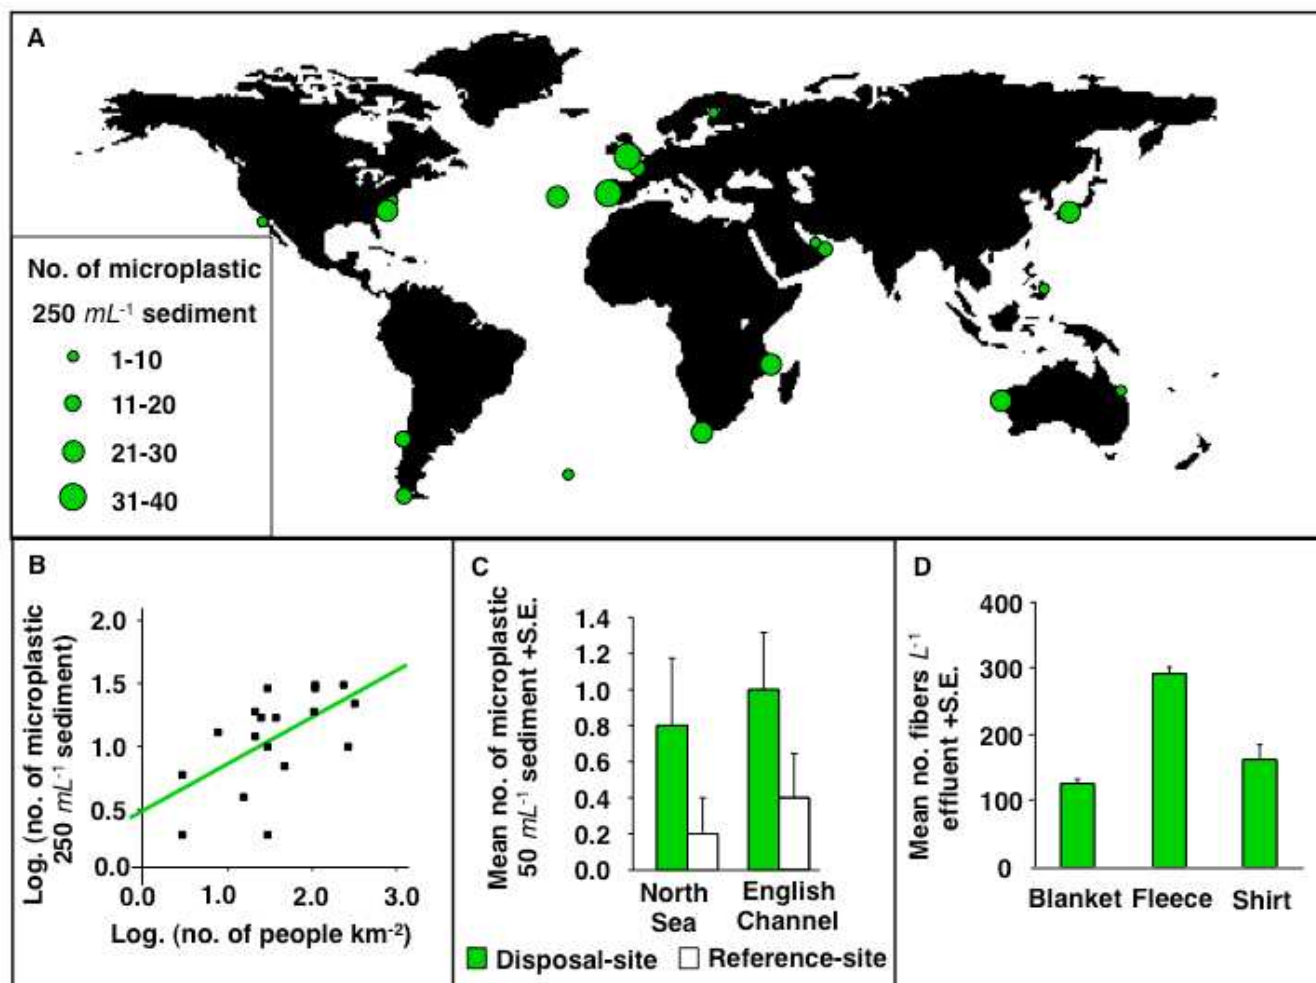 A
No. of microplastic
250 mL-1 sediment
1-10
11-20
21-30
31-40
B
Log. (no. of microplastic
250 mL-1 sediment)
2.0
1.5
1.0
0.5
0.0
0.0 1.0 2.0 3.0
Log. (no. of people km-2)
C
Mean no. of microplastic
50 mL-1 sediment +S.E.
1.4
1.2
1.0
0.8
0.6
0.4
0.2
0.0
North
Sea
English
Channel
Disposal-site Reference-site
D
Mean no. fibers L-1
effluent +S.E.
400
300
200
100
0
Blanket Fleece Shirt